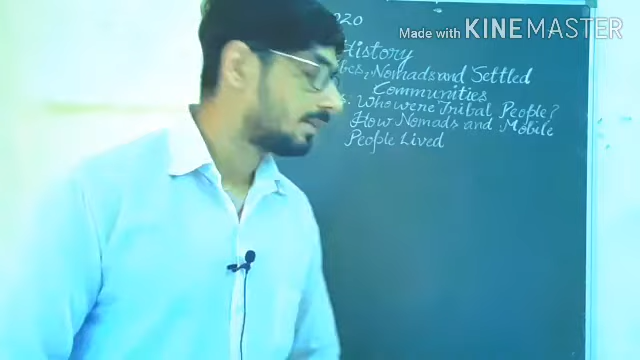 Made with KINEMASTER
020
History
bes, Nomads and Settled
Communities
s. Who were Tribal People?
How Nomads and Mobile
People Lived